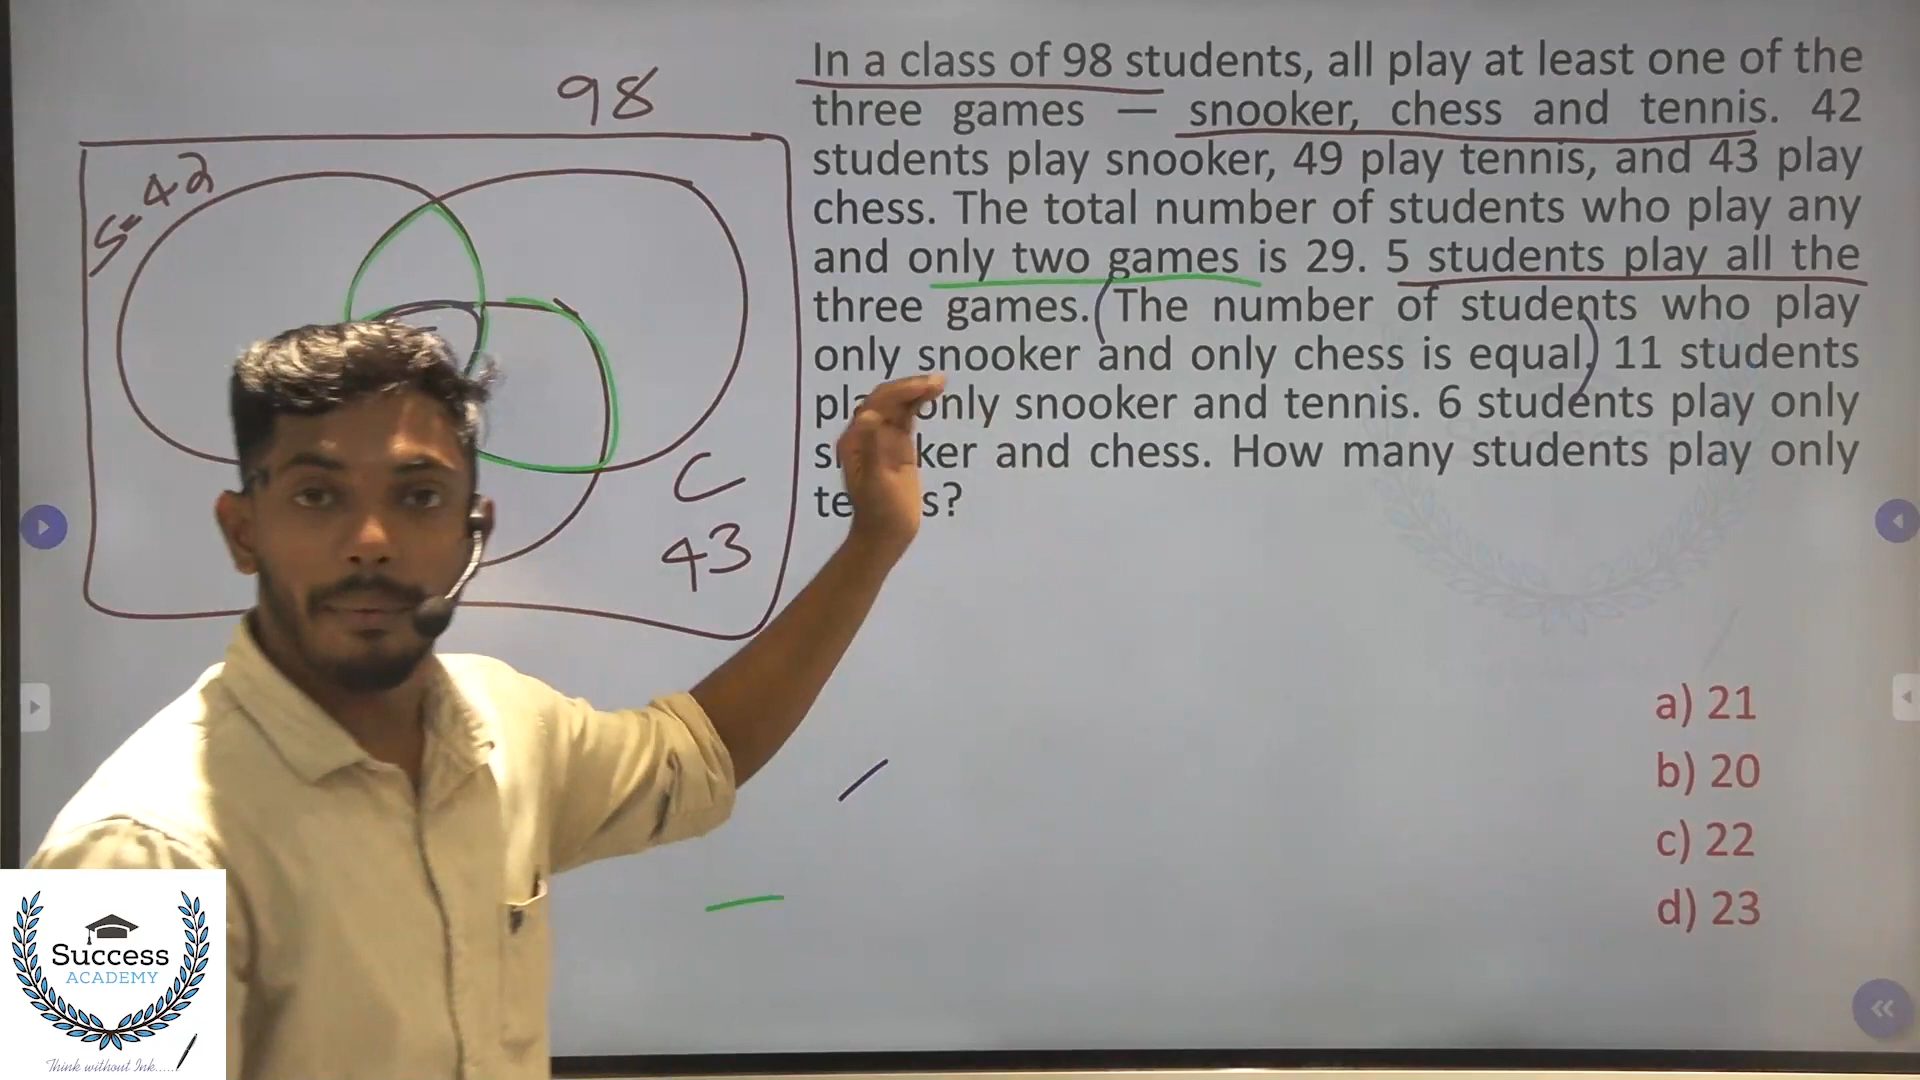 98
S=42
C
43
In a class of 98 students, all play at least one of the
three games — snooker, chess and tennis. 42
students play snooker, 49 play tennis, and 43 play
chess. The total number of students who play any
and only two games is 29. 5 students play all the
three games. (The number of students who play
only snooker and only chess is equal.) 11 students
only snooker and tennis. 6 students play only
and chess. How many students play only
a) 21
b) 20
c) 22
d) 23
Success
ACADEMY
Think without Ink.....